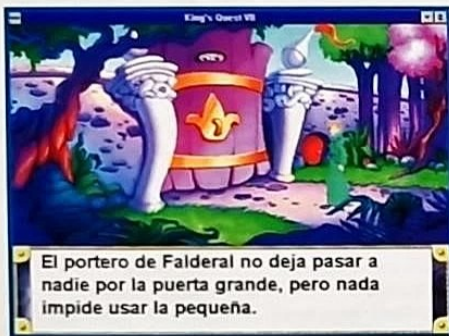 King's Quest VII
El portero de Falderal no deja pasar a
nadie por la puerta grande, pero nada
impide usar la pequeña.